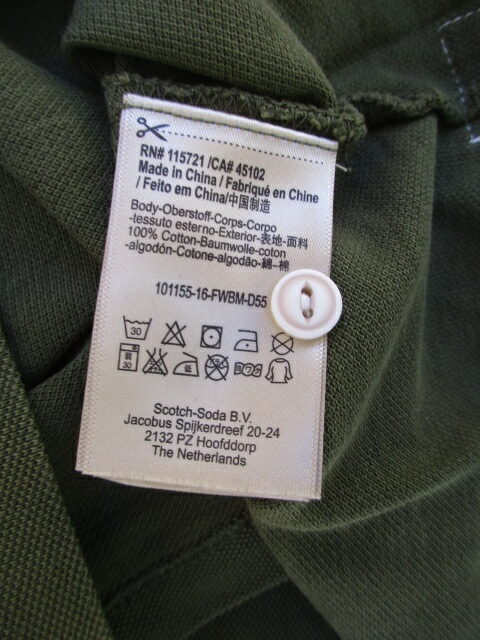 RN# 115721 /CA# 45102
Made in China / Fabriqué en Chine
/ Feito em China/中国制造
Body-Oberstoff-Corps-Corpo
-tessuto esterno-Exterior-表地-面料
100% Cotton-Baumwolle-coton
-algodón-Cotone-algodão-綿-棉
101155-16-FWBM-D55
30
30
低
Scotch-Soda B.V.
Jacobus Spijkerdreef 20-24
2132 PZ Hoofddorp
The Netherlands